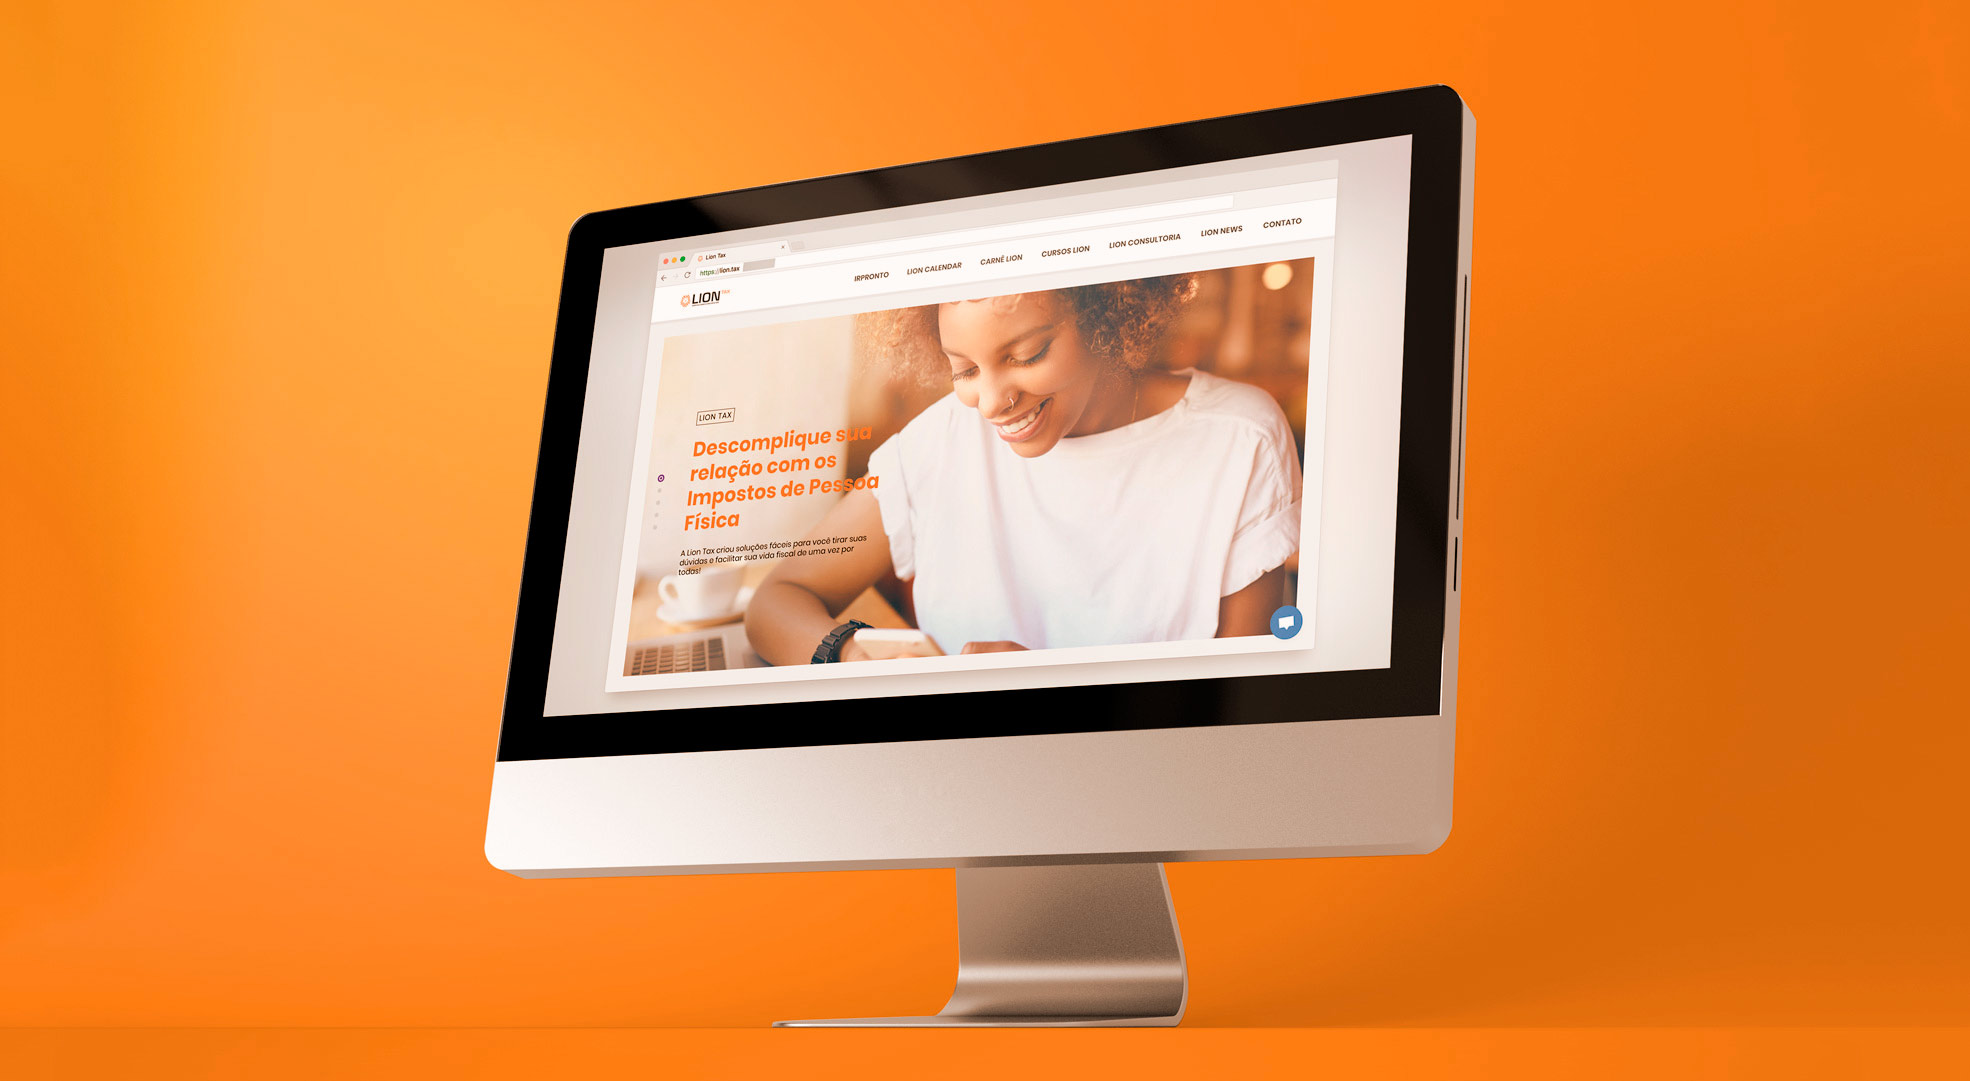 Lion Tax
https://lion.tax
LION TAX
IRPRONTO LION CALENDAR CARNÊ LION CURSOS LION LION CONSULTORIA LION NEWS CONTATO
LION TAX
Descomplique sua
relação com os
Impostos de Pessoa
Física
A Lion Tax criou soluções fáceis para você tirar suas
dúvidas e facilitar sua vida fiscal de uma vez por
todas!